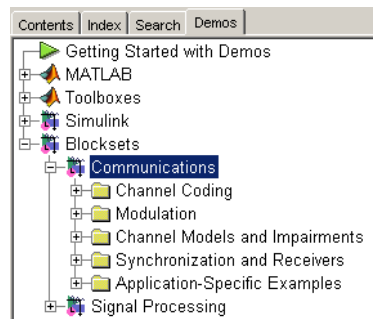 Contents Index Search Demos
Getting Started with Demos
MATLAB
Toolboxes
Simulink
Blocksets
Communications
Channel Coding
Modulation
Channel Models and Impairments
Synchronization and Receivers
Application-Specific Examples
Signal Processing